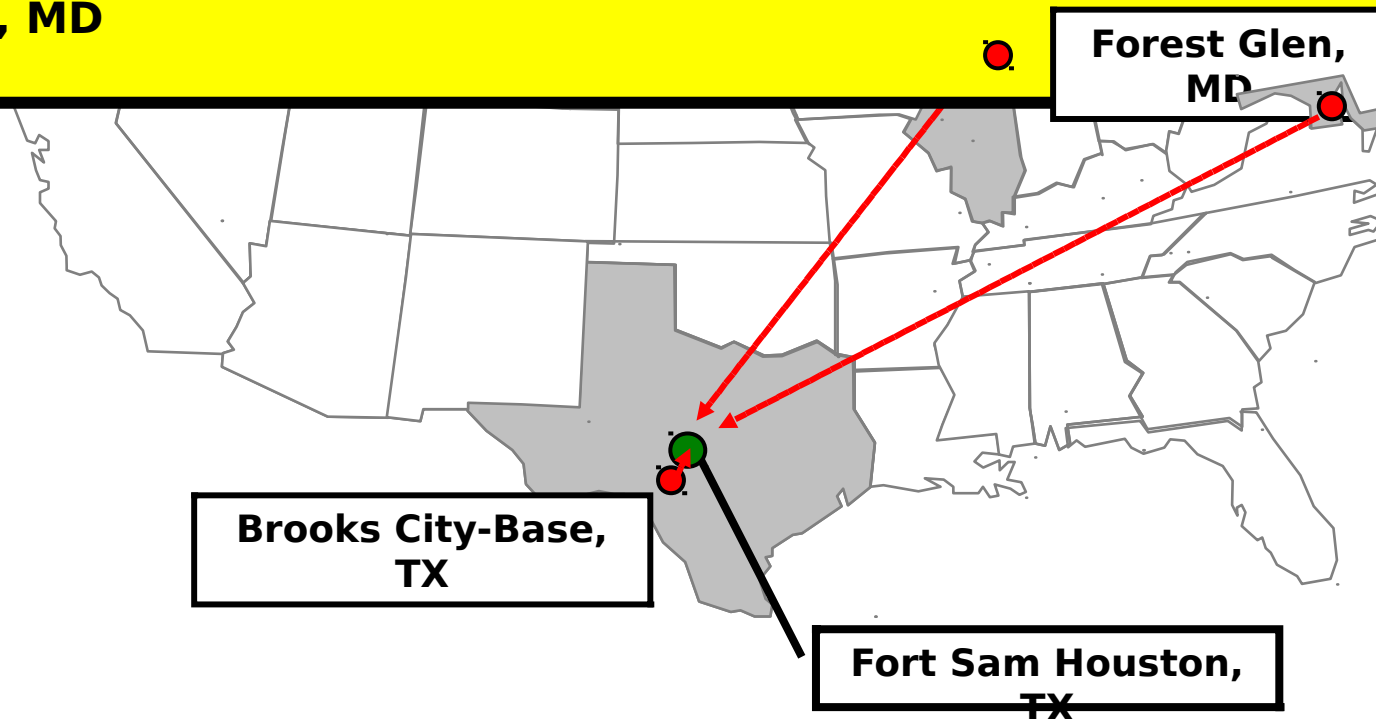 , MD
Forest Glen,
MD
Brooks City-Base,
TX
Fort Sam Houston,
TX